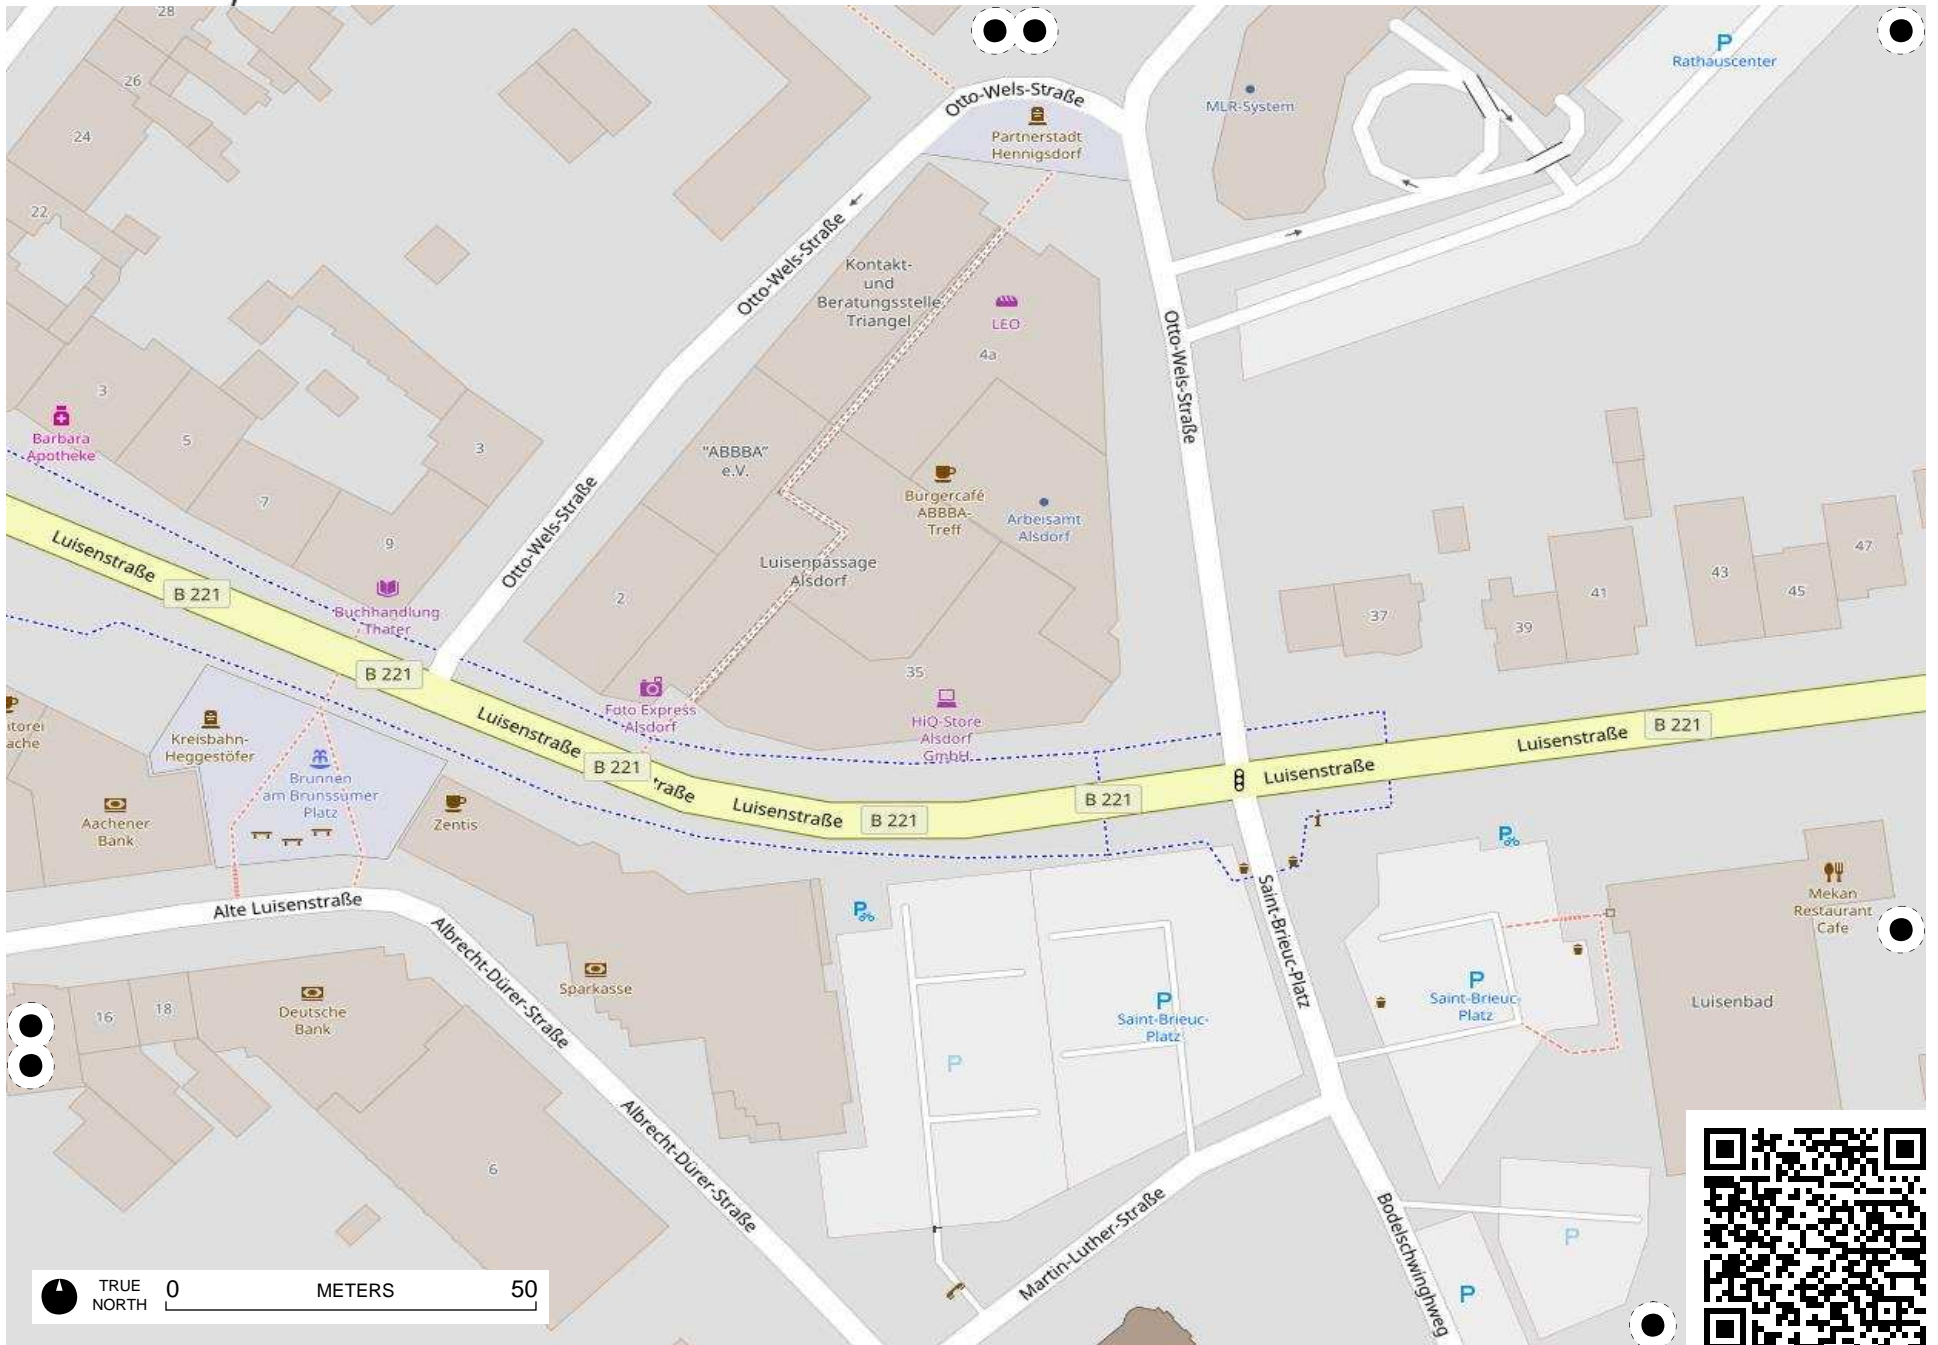 28
26
24
22
Otto-Wels-Straße
Partnerstadt
Hennigsdorf
MLR-System
P
Rathauscenter
Otto-Wels-Straße
Kontakt-
und
Beratungsstelle
Triangel
LEO
4a
Otto-Wels-Straße
3
5
7
9
3
Barbara
Apotheke
"ABBBA"
e.V.
Bürgercafé
ABBBA-
Treff
Arbeisamt
Alsdorf
Otto-Wels-Straße
Luisenpassage
Alsdorf
2
35
37
39
41
43
45
47
Luisenstraße
B 221
Buchhandlung
Thater
B 221
Luisenstraße
Foto Express
Alsdorf
HiQ-Store
Alsdorf
GmbH
B 221
raße
Luisenstraße
B 221
B 221
Luisenstraße
Luisenstraße
B 221
torei
ache
Kreisbahn-
Heggestöfer
Brunnen
am Brunssumer
Platz
Aachener
Bank
Zentis
i
P
Mekan
Restaurant
Cafe
Alte Luisenstraße
P
Albrecht-Dürer-Straße
Sparkasse
Saint-Brieuc-Platz
16
18
Deutsche
Bank
P
Saint-Brieuc-
Platz
P
Saint-Brieuc-
Platz
Luisenbad
P
Albrecht-Dürer-Straße
6
Martin-Luther-Straße
Bodelschwinghweg
P
P
TRUE
NORTH
0 METERS 50